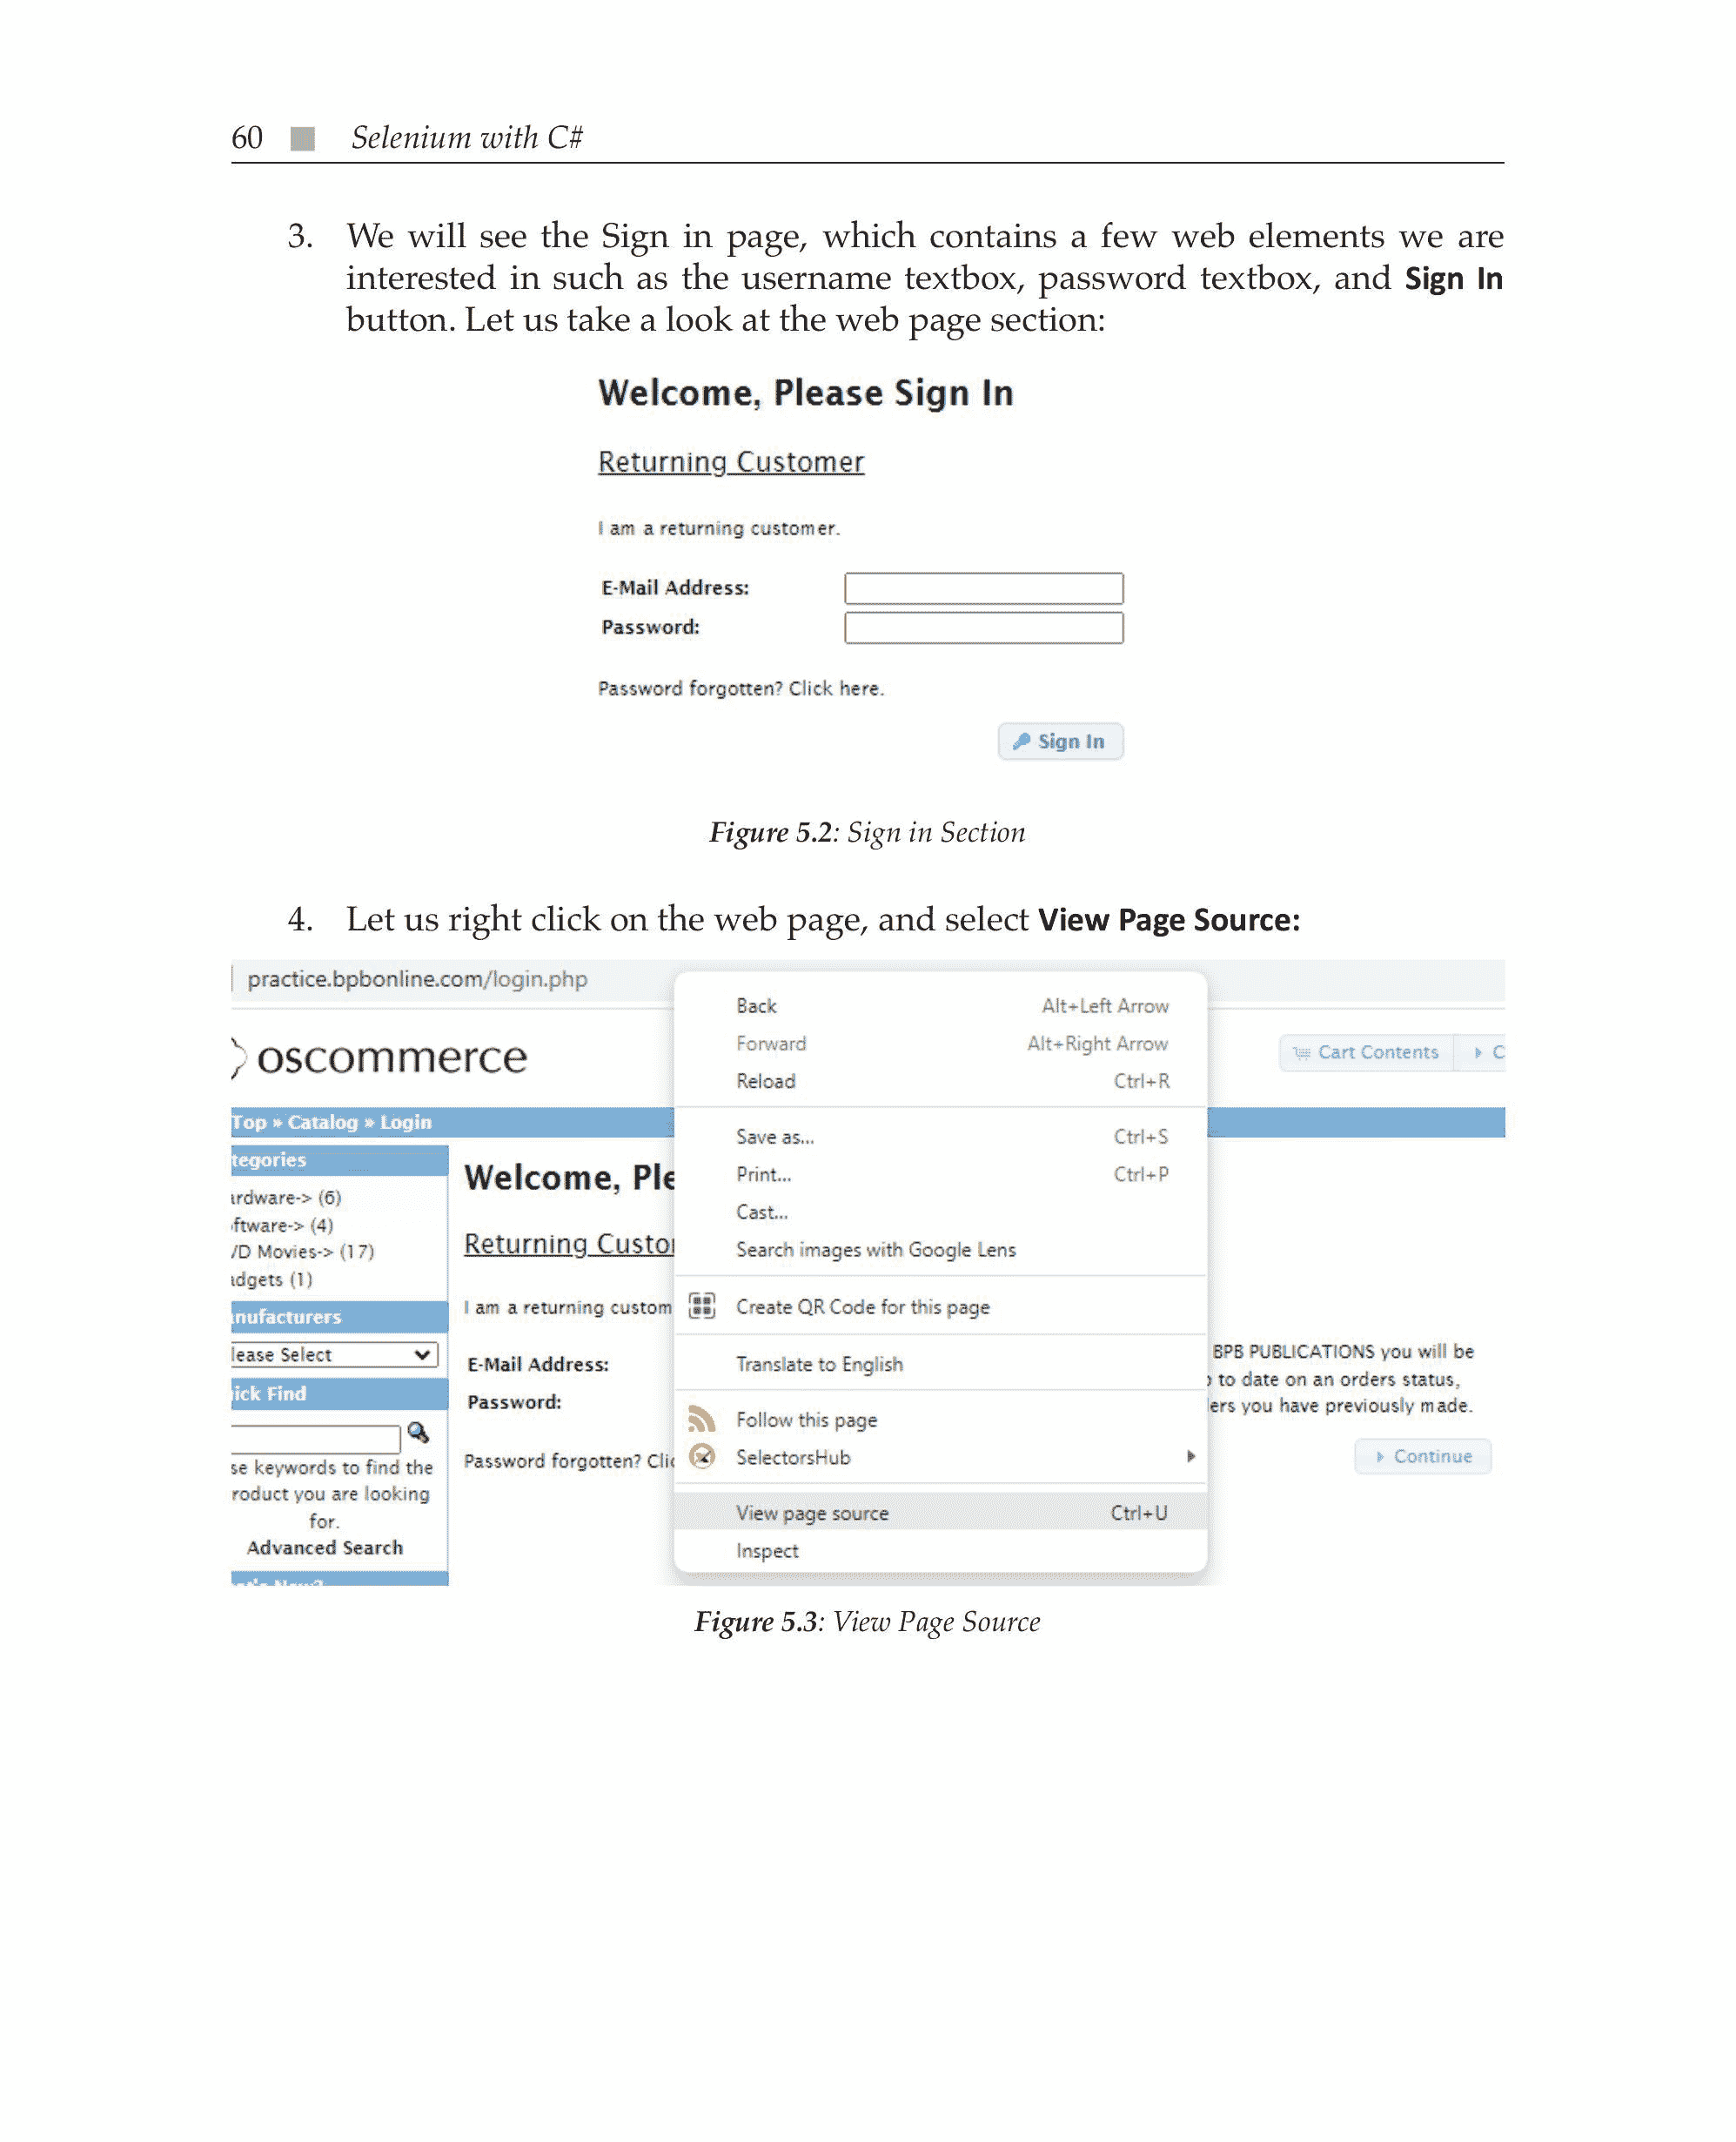 60 Selenium with C#
3. We will see the Sign in page, which contains a few web elements we are
interested in such as the username textbox, password textbox, and Sign In
button. Let us take a look at the web page section:
Welcome, Please Sign In
Returning Customer
I am a returning customer.
E-Mail Address:
Password:
Password forgotten? Click here.
Sign In
Figure 5.2: Sign in Section
4. Let us right click on the web page, and select View Page Source:
practice.bpbonline.com/login.php
oscommerce
Cart Contents
C
Top » Catalog » Login
tegories
ardware-> (6)
ftware-> (4)
/D Movies-> (17)
adgets (1)
nufacturers
lease Select
ick Find
se keywords to find the
roduct you are looking
for.
Advanced Search
Welcome, Ple
Returning Custo
I am a returning custom
E-Mail Address:
Password:
Password forgotten? Clic
Back Alt+Left Arrow
Forward Alt+Right Arrow
Reload Ctrl+R
Save as... Ctrl+S
Print... Ctrl+P
Cast...
Search images with Google Lens
Create QR Code for this page
Translate to English
Follow this page
SelectorsHub
View page source Ctrl+U
Inspect
BPB PUBLICATIONS you will be
to date on an orders status,
ers you have previously made.
Continue
Figure 5.3: View Page Source